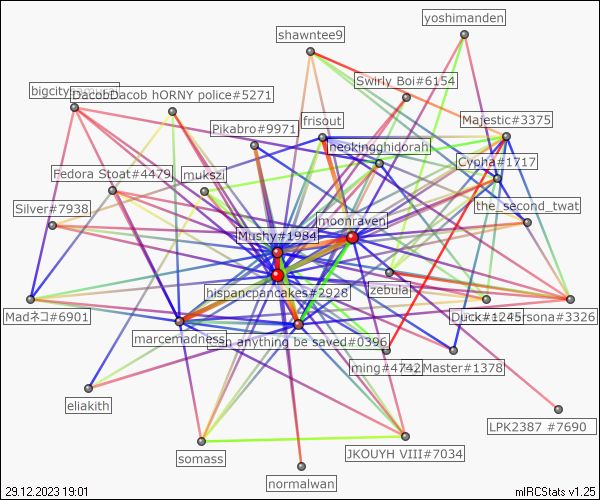 yoshimanden
shawntee9
Swirly Boi#6154
bigcity
DacobDacob hORNY police#5271
Majestic#3375
frisout
Pikabro#9971
neokingghidorah
Cypha#1717
Fedora Stoat#4479
mukszi
the_second_twat
Silver#7938
moonraven
Mushy#1984
hispancpancakes#2928
zebula
Madネコ#6901
Duck#1245
sona#3326
marcemadness
n anything be saved#0396
ming#4742
Master#1378
eliakith
LPK2387 #7690
somass
JKOUYH VIII#7034
normalwan
29.12.2023 19:01
mIRCStats v1.25